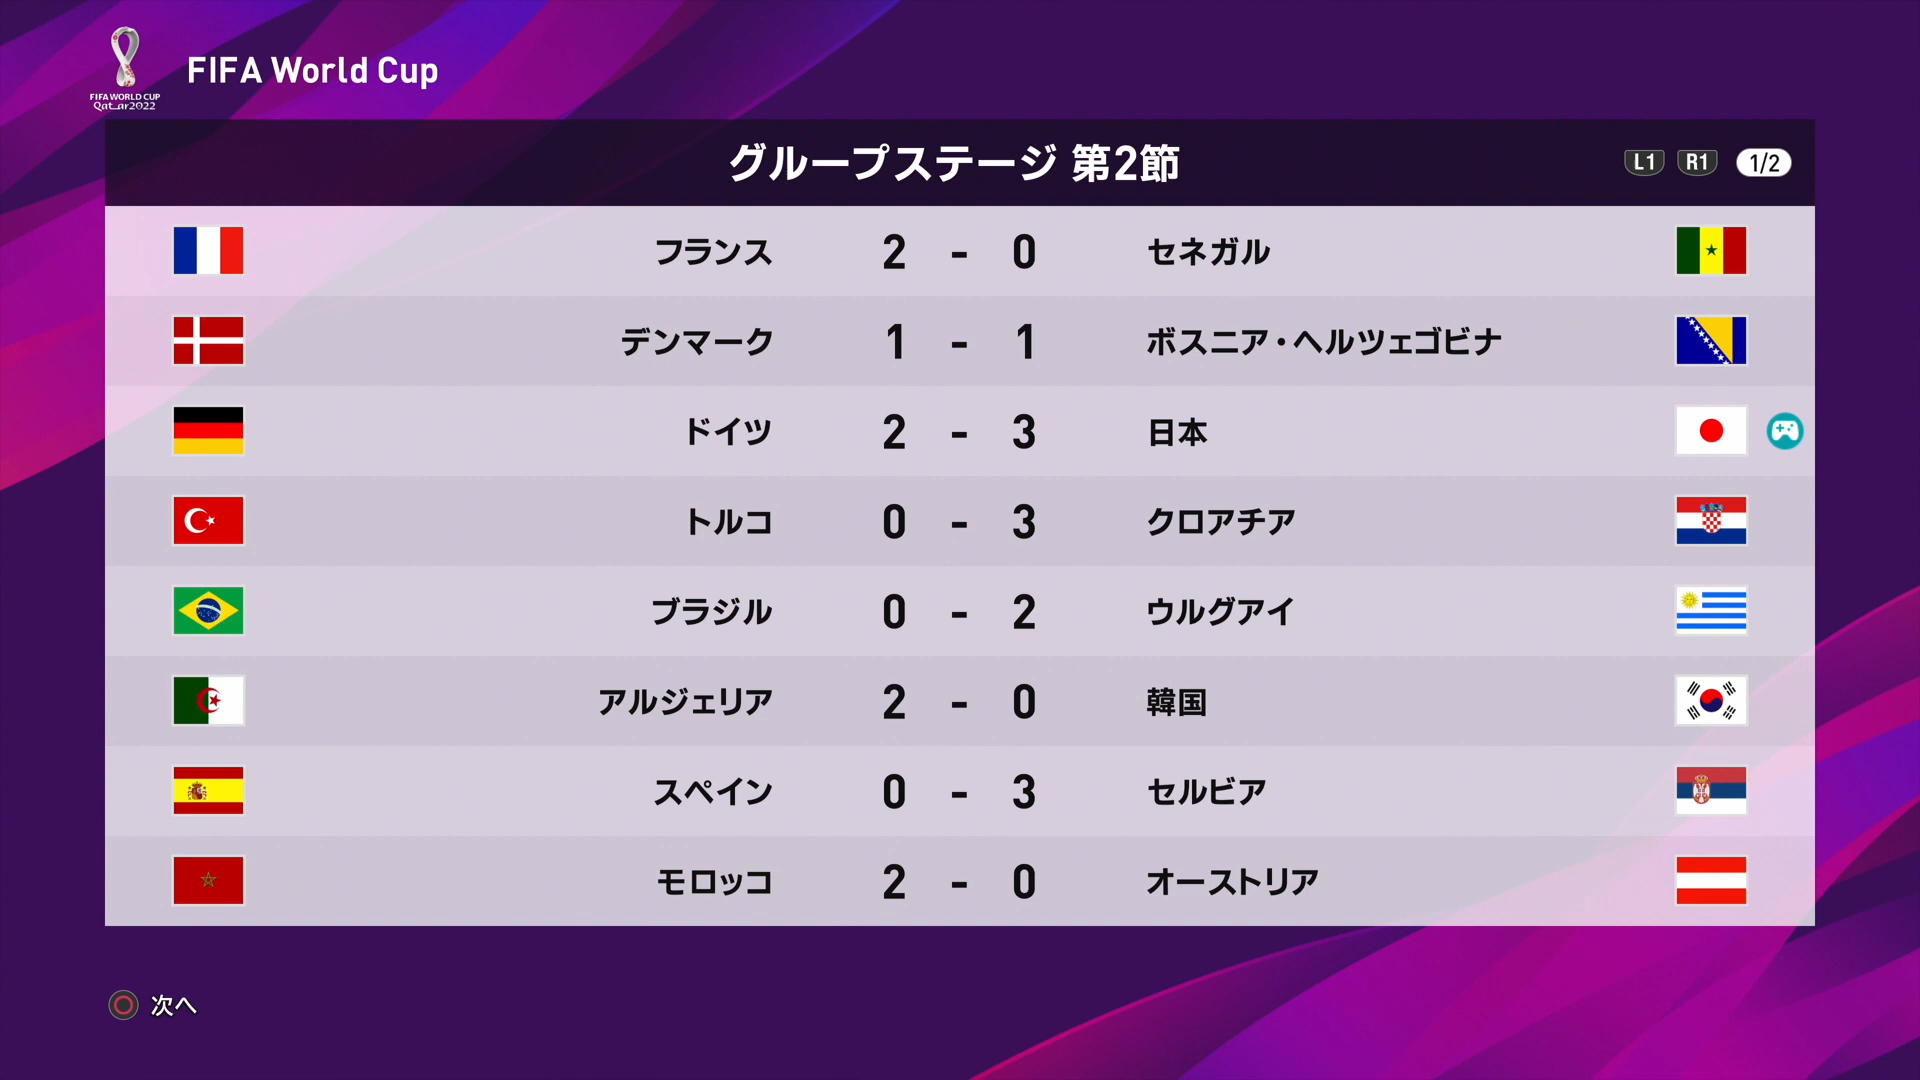 FIFA WORLD CUP
Qatar2022
FIFA World Cup
グループステージ 第2節
L1 R1 1/2
フランス 2 - 0 セネガル
デンマーク 1 - 1 ボスニア・ヘルツェゴビナ
ドイツ 2 - 3 日本
トルコ 0 - 3 クロアチア
ブラジル 0 - 2 ウルグアイ
アルジェリア 2 - 0 韓国
スペイン 0 - 3 セルビア
モロッコ 2 - 0 オーストリア
次へ